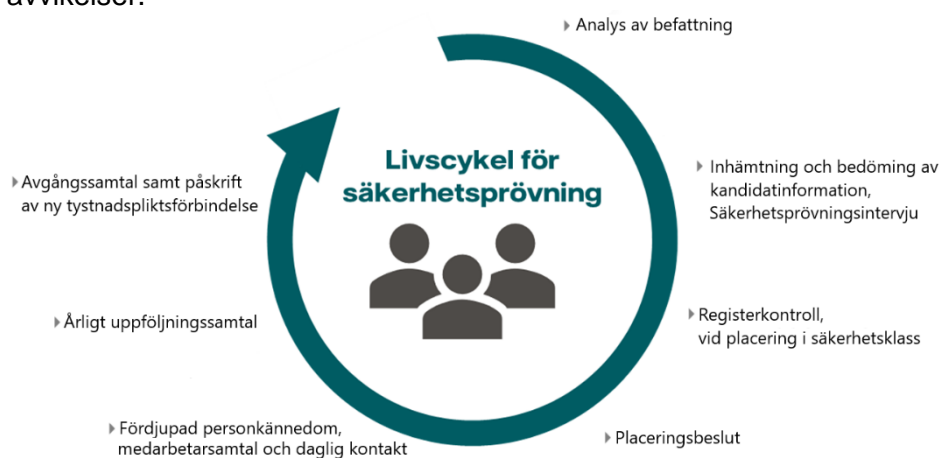 avvikelser.
Analys av befattning
Livscykel för
säkerhetsprövning
Inhämtning och bedöming av
kandidatinformation,
Säkerhetsprövningsintervju
Registerkontroll,
vid placering i säkerhetsklass
Placeringsbeslut
Fördjupad personkännedom,
medarbetarsamtal och daglig kontakt
Årligt uppföljningssamtal
Avgångssamtal samt påskrift
av ny tystnadspliktsförbindelse